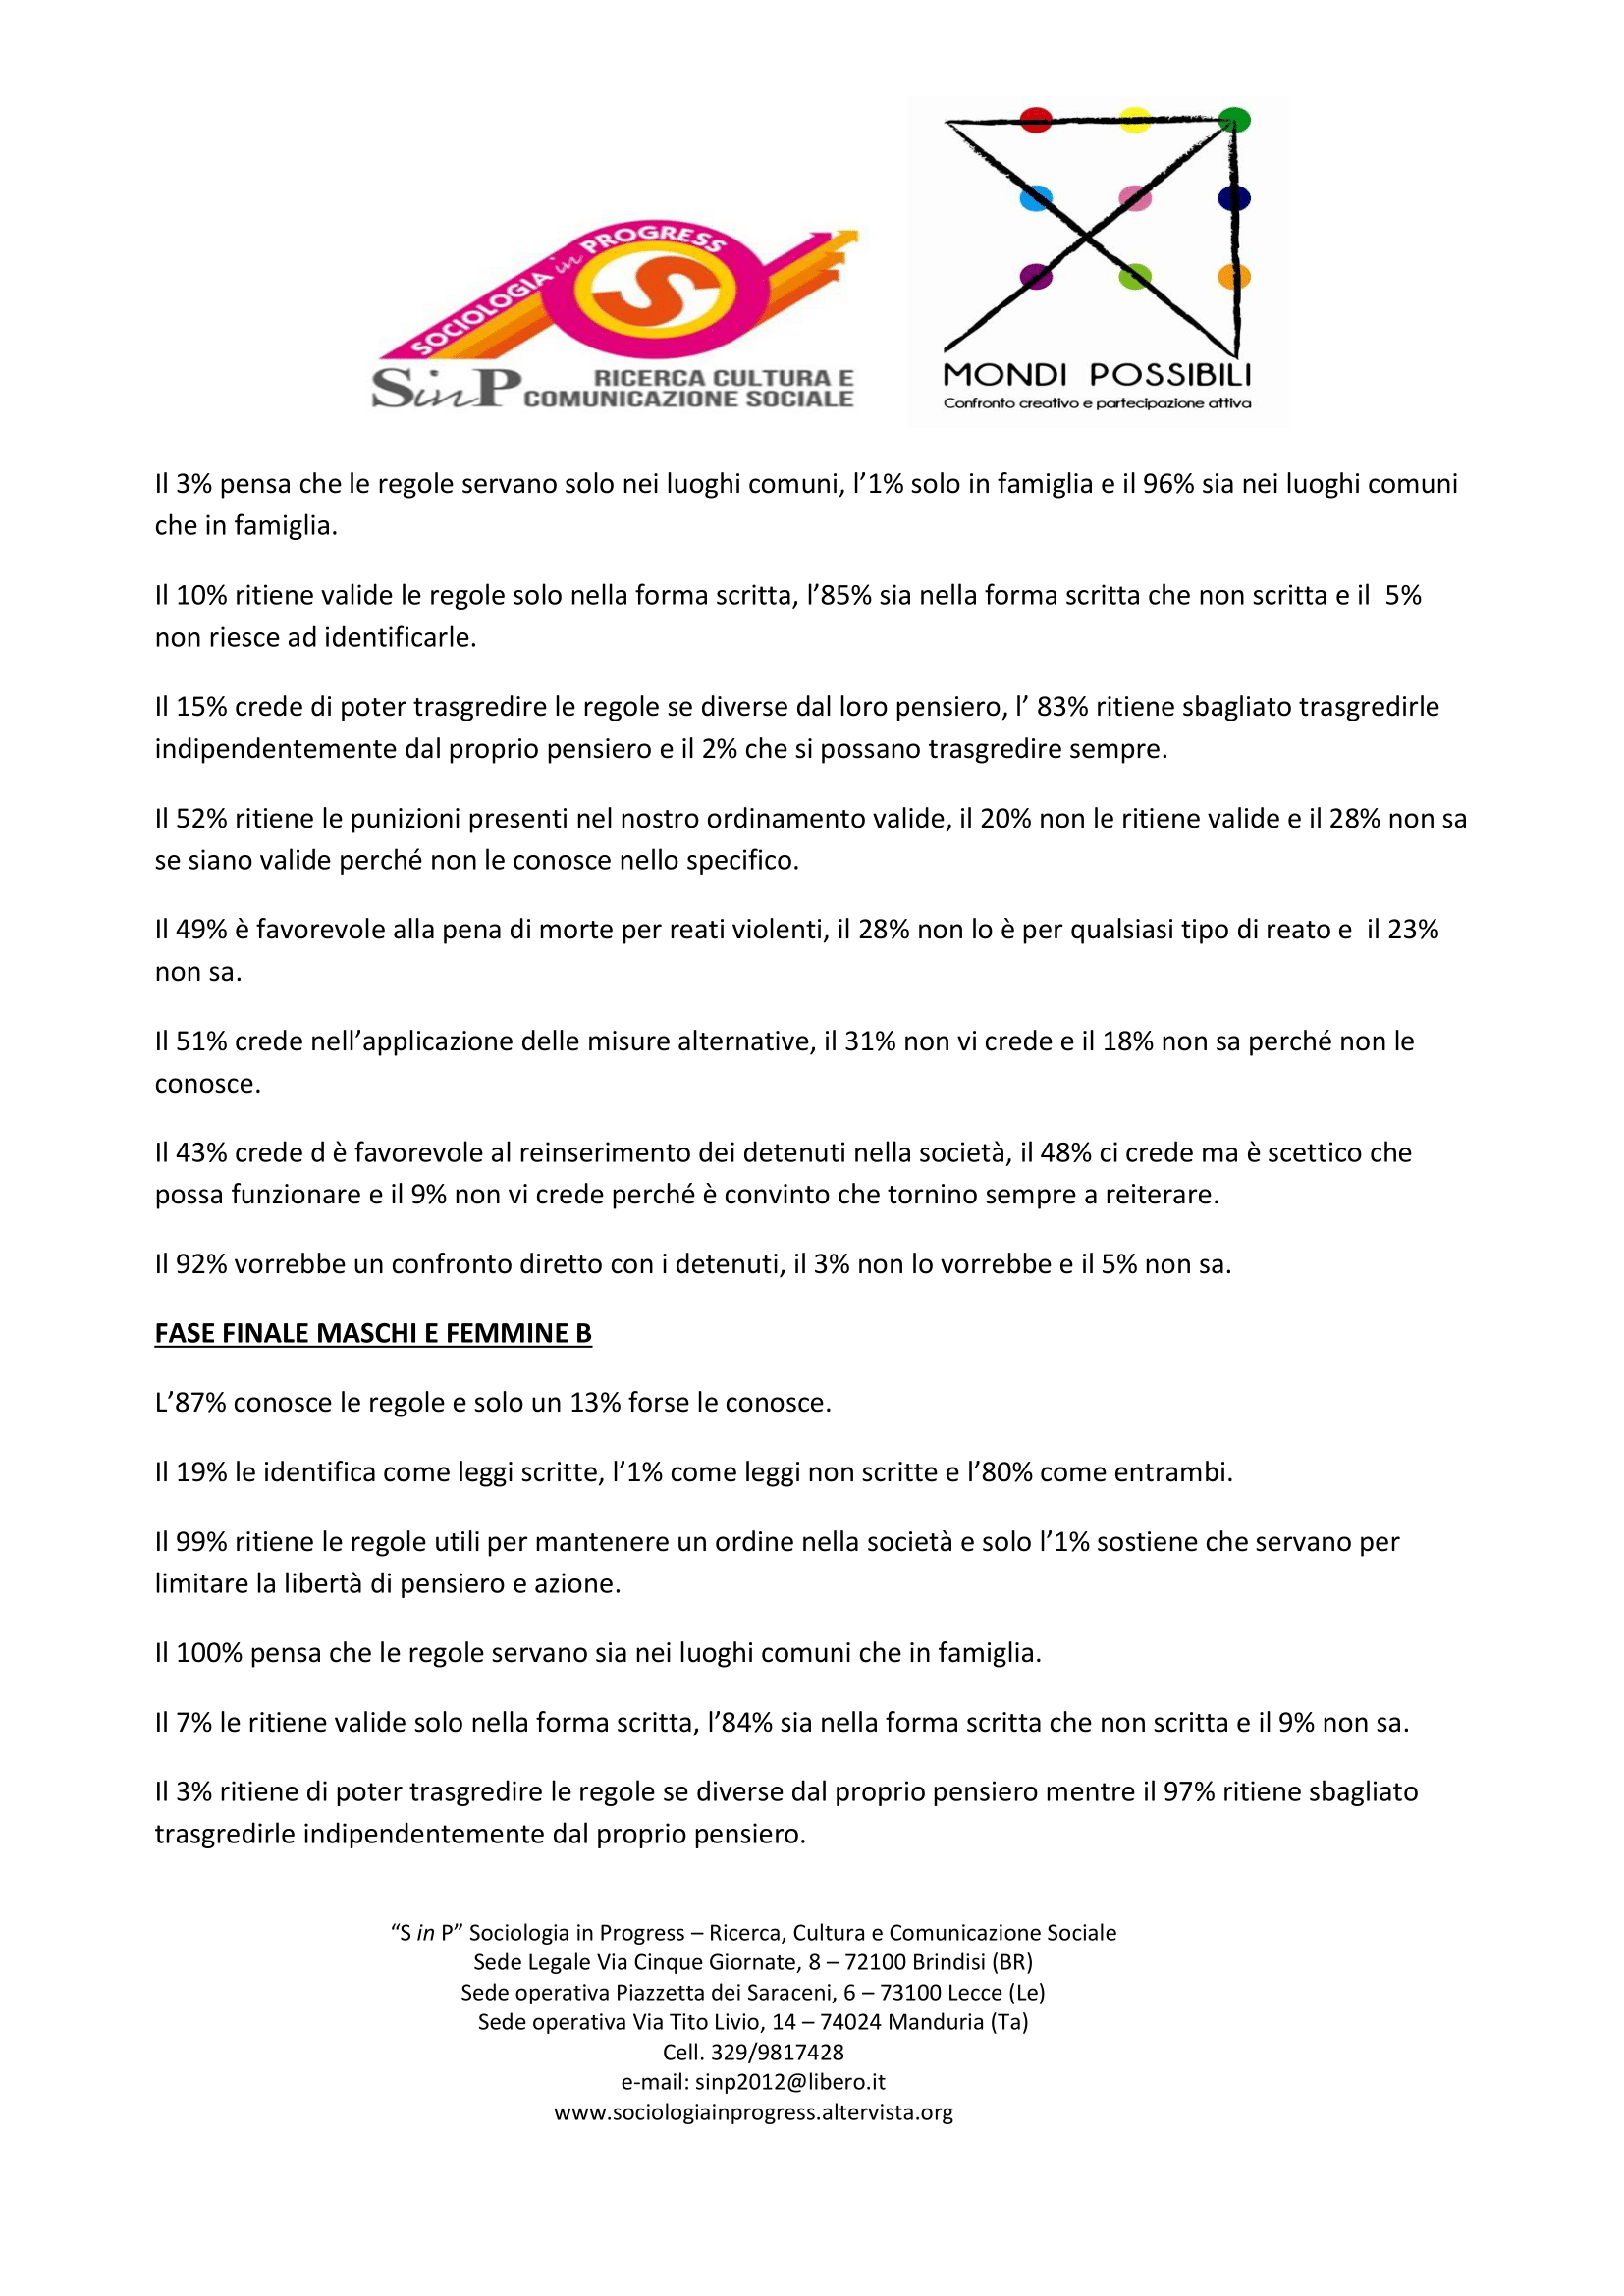 SOCIOLOGIA in PROGRESS
S
SinP RICERCA CULTURA E
COMUNICAZIONE SOCIALE
MONDI POSSIBILI
Confronto creativo e partecipazione attiva
Il 3% pensa che le regole servano solo nei luoghi comuni, l’1% solo in famiglia e il 96% sia nei luoghi comuni
che in famiglia.
Il 10% ritiene valide le regole solo nella forma scritta, l’85% sia nella forma scritta che non scritta e il  5%
non riesce ad identificarle.
Il 15% crede di poter trasgredire le regole se diverse dal loro pensiero, l’ 83% ritiene sbagliato trasgredirle
indipendentemente dal proprio pensiero e il 2% che si possano trasgredire sempre.
Il 52% ritiene le punizioni presenti nel nostro ordinamento valide, il 20% non le ritiene valide e il 28% non sa
se siano valide perché non le conosce nello specifico.
Il 49% è favorevole alla pena di morte per reati violenti, il 28% non lo è per qualsiasi tipo di reato e  il 23%
non sa.
Il 51% crede nell’applicazione delle misure alternative, il 31% non vi crede e il 18% non sa perché non le
conosce.
Il 43% crede d è favorevole al reinserimento dei detenuti nella società, il 48% ci crede ma è scettico che
possa funzionare e il 9% non vi crede perché è convinto che tornino sempre a reiterare.
Il 92% vorrebbe un confronto diretto con i detenuti, il 3% non lo vorrebbe e il 5% non sa.
FASE FINALE MASCHI E FEMMINE B
L’87% conosce le regole e solo un 13% forse le conosce.
Il 19% le identifica come leggi scritte, l’1% come leggi non scritte e l’80% come entrambi.
Il 99% ritiene le regole utili per mantenere un ordine nella società e solo l’1% sostiene che servano per
limitare la libertà di pensiero e azione.
Il 100% pensa che le regole servano sia nei luoghi comuni che in famiglia.
Il 7% le ritiene valide solo nella forma scritta, l’84% sia nella forma scritta che non scritta e il 9% non sa.
Il 3% ritiene di poter trasgredire le regole se diverse dal proprio pensiero mentre il 97% ritiene sbagliato
trasgredirle indipendentemente dal proprio pensiero.
“S in P” Sociologia in Progress – Ricerca, Cultura e Comunicazione Sociale
Sede Legale Via Cinque Giornate, 8 – 72100 Brindisi (BR)
Sede operativa Piazzetta dei Saraceni, 6 – 73100 Lecce (Le)
Sede operativa Via Tito Livio, 14 – 74024 Manduria (Ta)
Cell. 329/9817428
e-mail: sinp2012@libero.it
www.sociologiainprogress.altervista.org